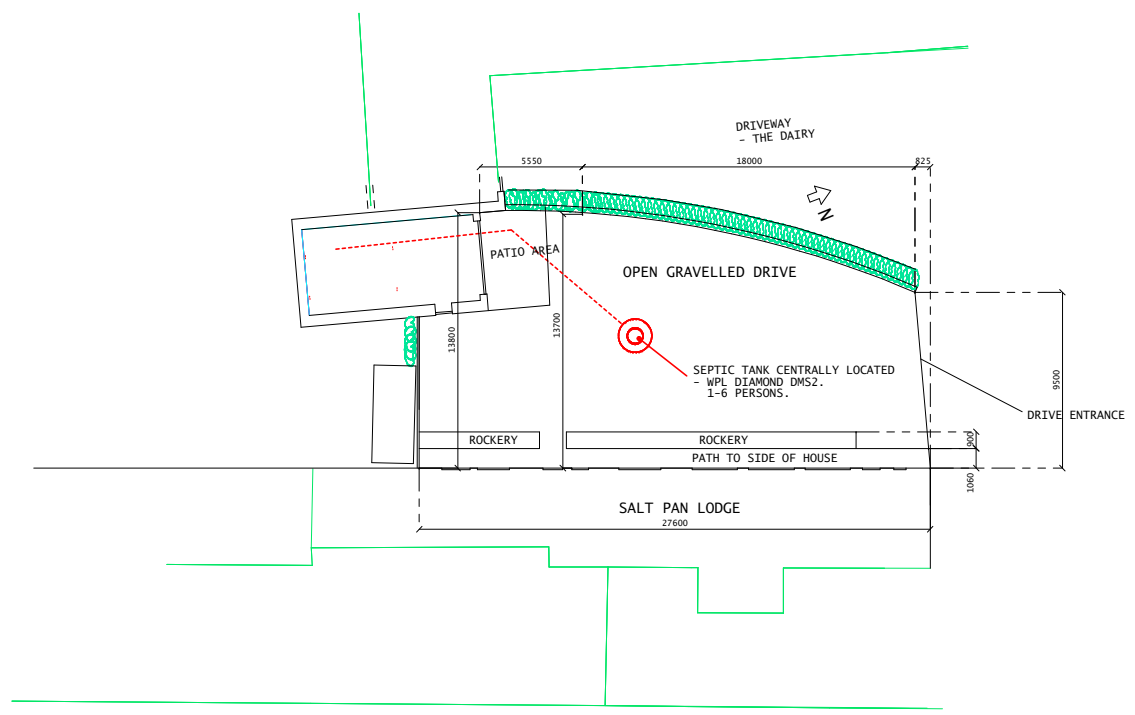 DRIVEWAY
- THE DAIRY
5550
18000
825
N
PATIO AREA
OPEN GRAVELLED DRIVE
13800
13700
SEPTIC TANK CENTRALLY LOCATED
- WPL DIAMOND DMS2.
1-6 PERSONS.
9500
DRIVE ENTRANCE
ROCKERY
ROCKERY
900
PATH TO SIDE OF HOUSE
1060
SALT PAN LODGE
27600